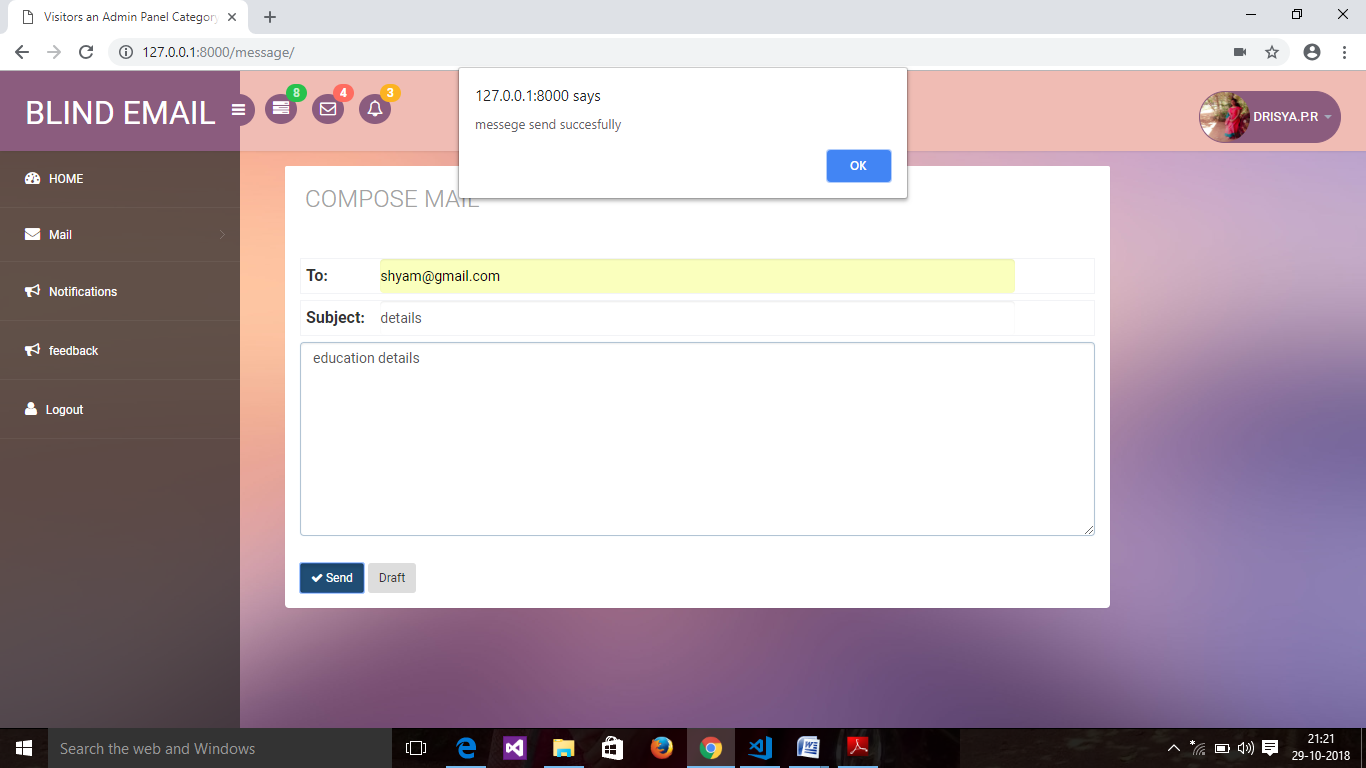 Visitors an Admin Panel Category
127.0.0.1:8000/message/
127.0.0.1:8000 says
messege send succesfully
OK
BLIND EMAIL
8
4
3
DRISYA.P.R
HOME
Mail
Notifications
feedback
Logout
COMPOSE MAIL
To: shyam@gmail.com
Subject: details
education details
Send Draft
Search the web and Windows
21:21
29-10-2018